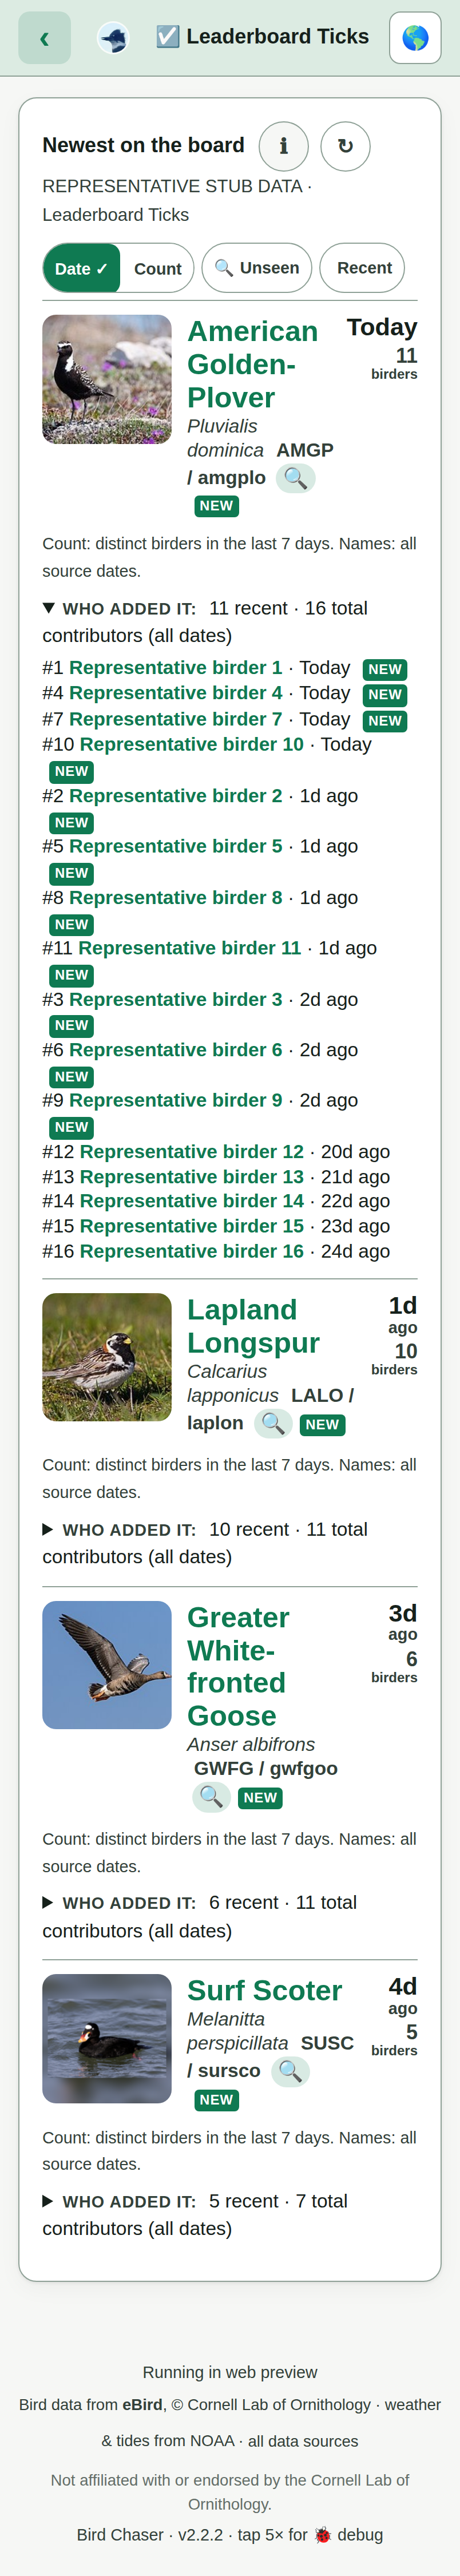 ‹ ☑ Leaderboard Ticks 🌎
Newest on the board ℹ ↻
REPRESENTATIVE STUB DATA ·
Leaderboard Ticks
Date ✓ Count 🔍 Unseen Recent
American
Golden-
Plover
Pluvialis
dominica AMGP
/ amgplo 🔍
NEW
Today
11
birders
Count: distinct birders in the last 7 days. Names: all
source dates.
▼ WHO ADDED IT: 11 recent · 16 total
contributors (all dates)
#1 Representative birder 1 · Today NEW
#4 Representative birder 4 · Today NEW
#7 Representative birder 7 · Today NEW
#10 Representative birder 10 · Today
NEW
#2 Representative birder 2 · 1d ago
NEW
#5 Representative birder 5 · 1d ago
NEW
#8 Representative birder 8 · 1d ago
NEW
#11 Representative birder 11 · 1d ago
NEW
#3 Representative birder 3 · 2d ago
NEW
#6 Representative birder 6 · 2d ago
NEW
#9 Representative birder 9 · 2d ago
NEW
#12 Representative birder 12 · 20d ago
#13 Representative birder 13 · 21d ago
#14 Representative birder 14 · 22d ago
#15 Representative birder 15 · 23d ago
#16 Representative birder 16 · 24d ago
Lapland
Longspur
Calcarius
lapponicus LALO /
laplon 🔍 NEW
1d
ago
10
birders
Count: distinct birders in the last 7 days. Names: all
source dates.
▶ WHO ADDED IT: 10 recent · 11 total
contributors (all dates)
Greater
White-
fronted
Goose
Anser albifrons
GWFG / gwfgoo
🔍 NEW
3d
ago
6
birders
Count: distinct birders in the last 7 days. Names: all
source dates.
▶ WHO ADDED IT: 6 recent · 11 total
contributors (all dates)
Surf Scoter
Melanitta
perspicillata SUSC
/ sursco 🔍
NEW
4d
ago
5
birders
Count: distinct birders in the last 7 days. Names: all
source dates.
▶ WHO ADDED IT: 5 recent · 7 total
contributors (all dates)
Running in web preview
Bird data from eBird, © Cornell Lab of Ornithology · weather
& tides from NOAA · all data sources
Not affiliated with or endorsed by the Cornell Lab of
Ornithology.
Bird Chaser · v2.2.2 · tap 5× for 🐞 debug